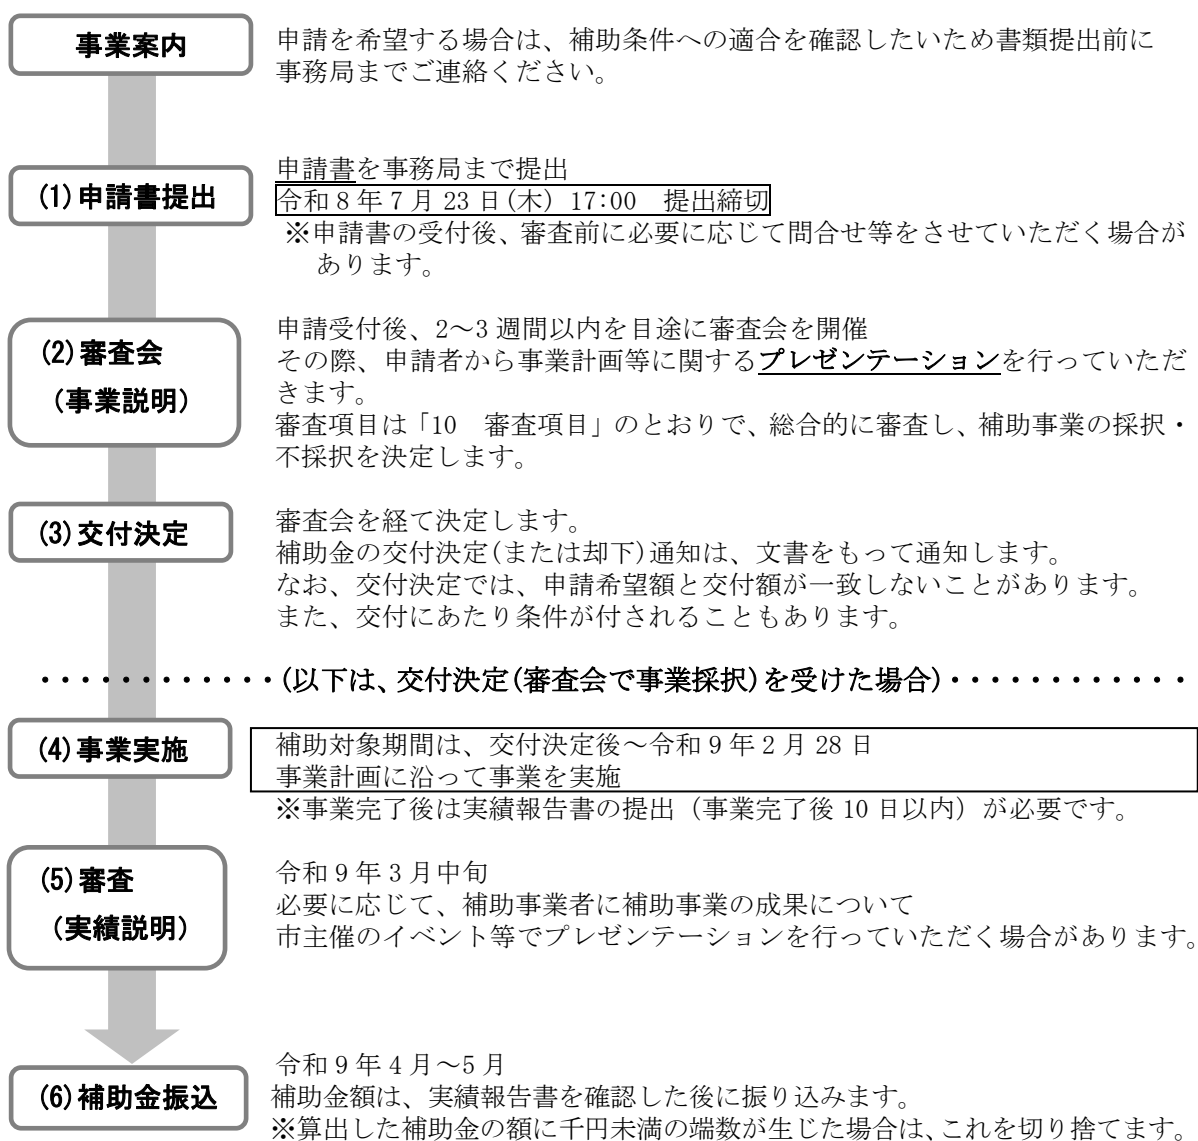 事業案内
申請を希望する場合は、補助条件への適合を確認したいため書類提出前に
事務局までご連絡ください。
(1)申請書提出
申請書を事務局まで提出
令和8年7月23日(木) 17:00　提出締切
※申請書の受付後、審査前に必要に応じて問合せ等をさせていただく場合が
あります。
(2)審査会
(事業説明)
申請受付後、2～3週間以内を目途に審査会を開催
その際、申請者から事業計画等に関するプレゼンテーションを行っていただ
きます。
審査項目は「10　審査項目」のとおりで、総合的に審査し、補助事業の採択・
不採択を決定します。
(3)交付決定
審査会を経て決定します。
補助金の交付決定(または却下)通知は、文書をもって通知します。
なお、交付決定では、申請希望額と交付額が一致しないことがあります。
また、交付にあたり条件が付されることもあります。
・・・・・・・・・・・・(以下は、交付決定(審査会で事業採択)を受けた場合)・・・・・・・・・・・・
(4)事業実施
補助対象期間は、交付決定後～令和9年2月28日
事業計画に沿って事業を実施
※事業完了後は実績報告書の提出（事業完了後10日以内）が必要です。
(5)審査
(実績説明)
令和9年3月中旬
必要に応じて、補助事業者に補助事業の成果について
市主催のイベント等でプレゼンテーションを行っていただく場合があります。
(6)補助金振込
令和9年4月～5月
補助金額は、実績報告書を確認した後に振り込みます。
※算出した補助金の額に千円未満の端数が生じた場合は、これを切り捨てます。